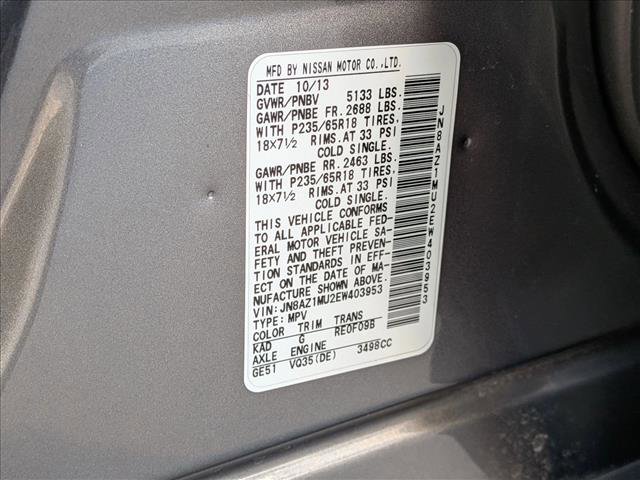 MFD BY NISSAN MOTOR CO.,LTD.
DATE 10/13
GVWR/PNBV 5133 LBS.
GAWR/PNBE FR. 2688 LBS.
WITH P235/65R18 TIRES,
18X7½ RIMS.AT 33 PSI
COLD SINGLE.
GAWR/PNBE RR. 2463 LBS.
WITH P235/65R18 TIRES,
18X7½ RIMS.AT 33 PSI
COLD SINGLE.
THIS VEHICLE CONFORMS
TO ALL APPLICABLE FED-
ERAL MOTOR VEHICLE SA-
FETY AND THEFT PREVEN-
TION STANDARDS IN EFF-
ECT ON THE DATE OF MA-
NUFACTURE SHOWN ABOVE.
VIN: JN8AZ1MU2EW403953
TYPE: MPV
COLOR TRIM TRANS
KAD G RE0F09B
AXLE ENGINE
GE51 VQ35(DE) 3498CC
JN8AZ1MU2EW403953